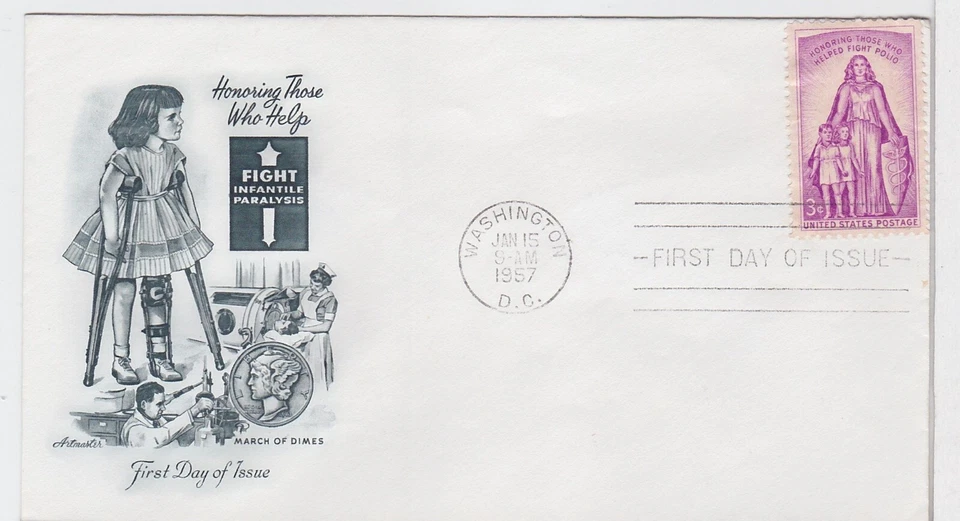 Honoring Those
Who Help
FIGHT
INFANTILE
PARALYSIS
Artmaster
MARCH OF DIMES
First Day of Issue
WASHINGTON
JAN 15
9-AM
1957
D.C.
HONORING THOSE WHO
HELPED FIGHT POLIO
3¢
UNITED STATES POSTAGE
FIRST DAY OF ISSUE